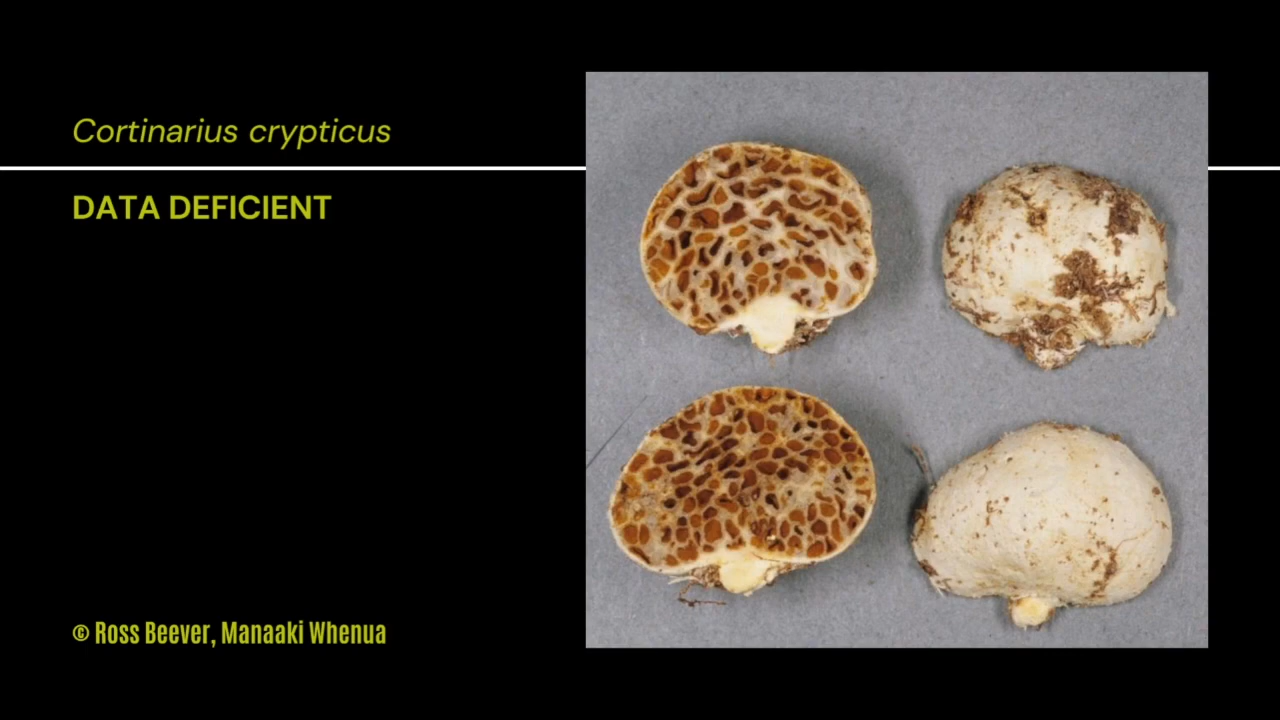 Cortinarius crypticus
DATA DEFICIENT
© Ross Beever, Manaaki Whenua